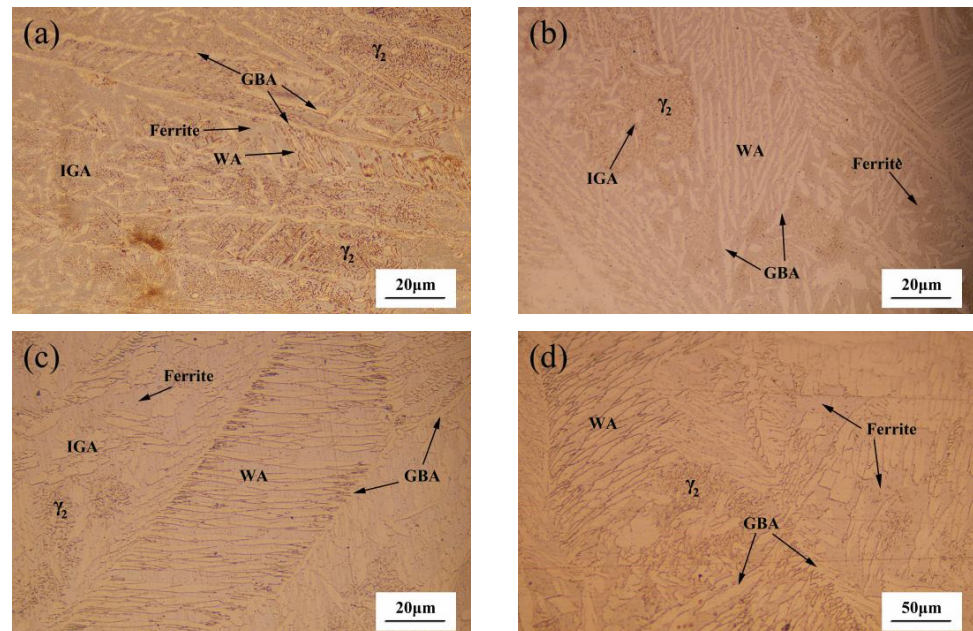 (a)
γ2
GBA
Ferrite
WA
IGA
γ2
20μm
(b)
γ2
IGA
WA
Ferrite
GBA
20μm
(c)
Ferrite
IGA
WA
GBA
γ2
20μm
(d)
WA
Ferrite
γ2
GBA
50μm